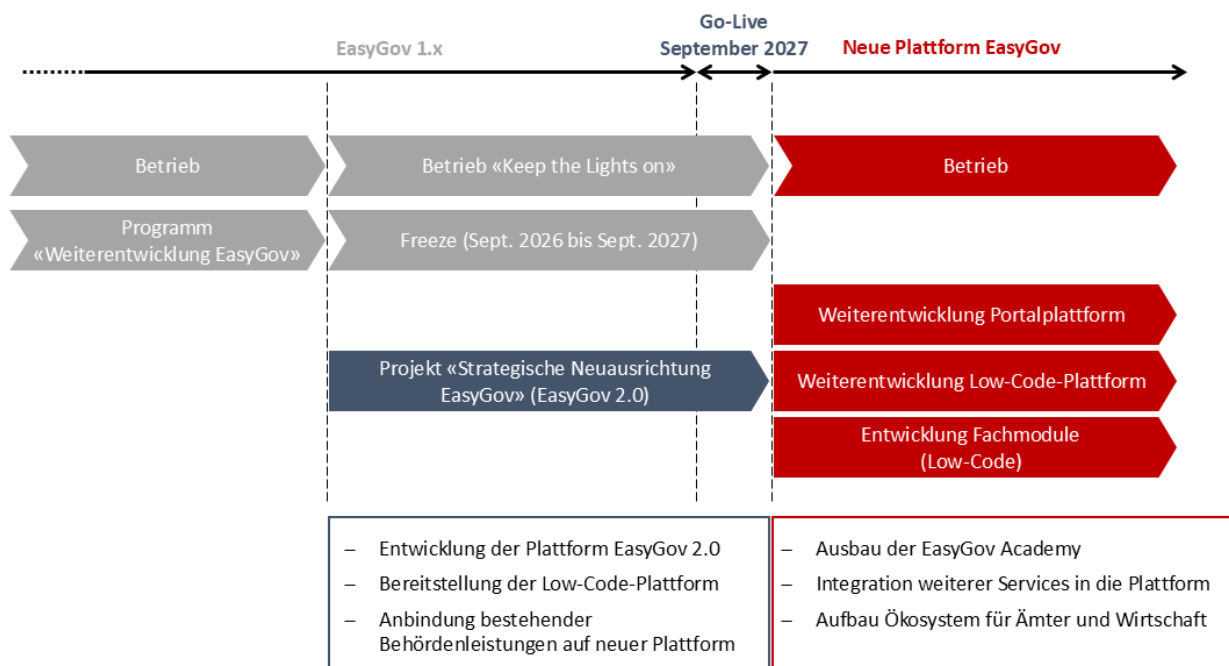 EasyGov 1.x
Go-Live
September 2027
Neue Plattform EasyGov
Betrieb
Betrieb «Keep the Lights on»
Betrieb
Programm
«Weiterentwicklung EasyGov»
Freeze (Sept. 2026 bis Sept. 2027)
Weiterentwicklung Portalplattform
Projekt «Strategische Neuausrichtung
EasyGov» (EasyGov 2.0)
Weiterentwicklung Low-Code-Plattform
Entwicklung Fachmodule
(Low-Code)
– Entwicklung der Plattform EasyGov 2.0
– Bereitstellung der Low-Code-Plattform
– Anbindung bestehender
Behördenleistungen auf neuer Plattform
– Ausbau der EasyGov Academy
– Integration weiterer Services in die Plattform
– Aufbau Ökosystem für Ämter und Wirtschaft